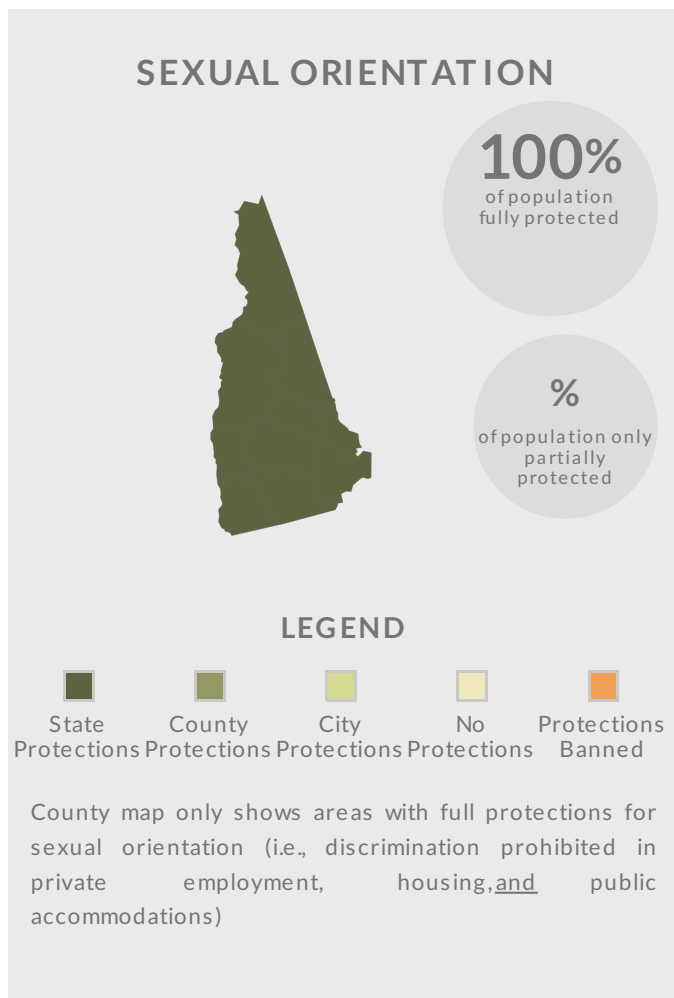 SEXUAL ORIENTATION
100%
of population
fully protected
%
of population only
partially
protected
LEGEND
State
Protections
County
Protections
City
Protections
No
Protections
Protections
Banned
County map only shows areas with full protections for
sexual orientation (i.e., discrimination prohibited in
private employment, housing, and public
accommodations)